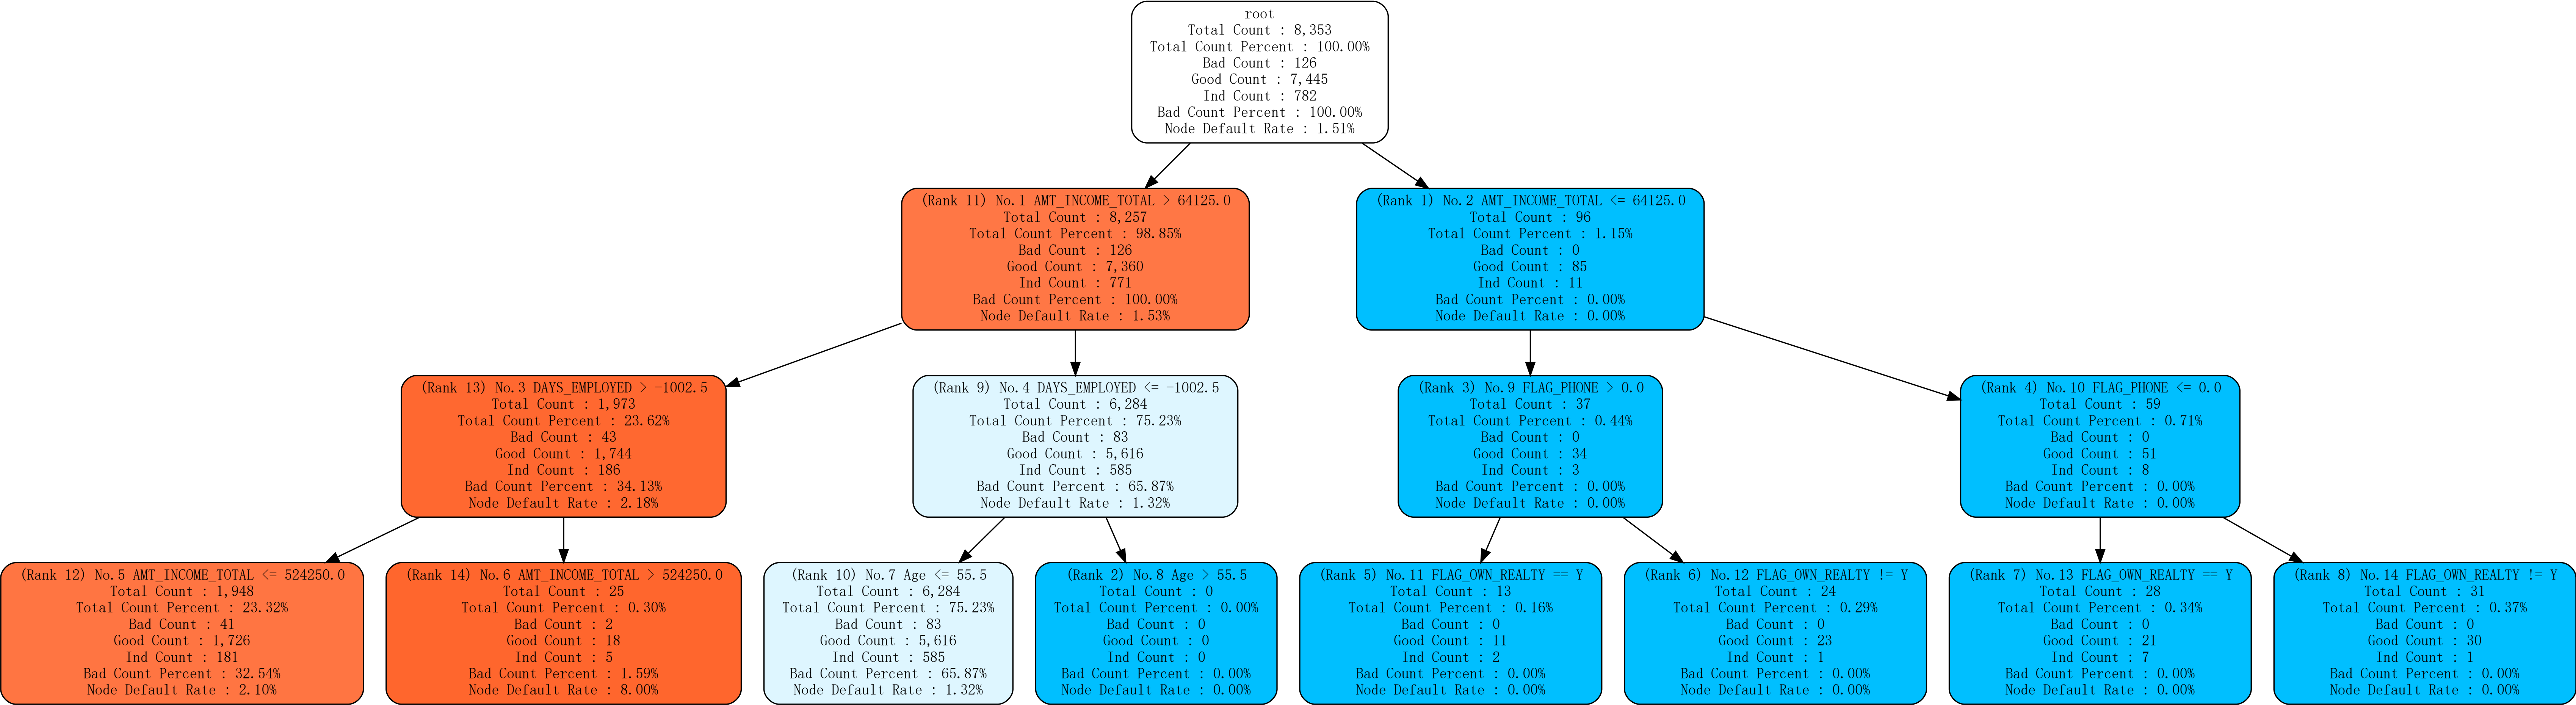 root
Total Count : 8,353
Total Count Percent : 100.00%
Bad Count : 126
Good Count : 7,445
Ind Count : 782
Bad Count Percent : 100.00%
Node Default Rate : 1.51%
(Rank 11) No.1 AMT_INCOME_TOTAL > 64125.0
Total Count : 8,257
Total Count Percent : 98.85%
Bad Count : 126
Good Count : 7,360
Ind Count : 771
Bad Count Percent : 100.00%
Node Default Rate : 1.53%
(Rank 1) No.2 AMT_INCOME_TOTAL <= 64125.0
Total Count : 96
Total Count Percent : 1.15%
Bad Count : 0
Good Count : 85
Ind Count : 11
Bad Count Percent : 0.00%
Node Default Rate : 0.00%
(Rank 13) No.3 DAYS_EMPLOYED > -1002.5
Total Count : 1,973
Total Count Percent : 23.62%
Bad Count : 43
Good Count : 1,744
Ind Count : 186
Bad Count Percent : 34.13%
Node Default Rate : 2.18%
(Rank 9) No.4 DAYS_EMPLOYED <= -1002.5
Total Count : 6,284
Total Count Percent : 75.23%
Bad Count : 83
Good Count : 5,616
Ind Count : 585
Bad Count Percent : 65.87%
Node Default Rate : 1.32%
(Rank 3) No.9 FLAG_PHONE > 0.0
Total Count : 37
Total Count Percent : 0.44%
Bad Count : 0
Good Count : 34
Ind Count : 3
Bad Count Percent : 0.00%
Node Default Rate : 0.00%
(Rank 4) No.10 FLAG_PHONE <= 0.0
Total Count : 59
Total Count Percent : 0.71%
Bad Count : 0
Good Count : 51
Ind Count : 8
Bad Count Percent : 0.00%
Node Default Rate : 0.00%
(Rank 12) No.5 AMT_INCOME_TOTAL <= 524250.0
Total Count : 1,948
Total Count Percent : 23.32%
Bad Count : 41
Good Count : 1,726
Ind Count : 181
Bad Count Percent : 32.54%
Node Default Rate : 2.10%
(Rank 14) No.6 AMT_INCOME_TOTAL > 524250.0
Total Count : 25
Total Count Percent : 0.30%
Bad Count : 2
Good Count : 18
Ind Count : 5
Bad Count Percent : 1.59%
Node Default Rate : 8.00%
(Rank 10) No.7 Age <= 55.5
Total Count : 6,284
Total Count Percent : 75.23%
Bad Count : 83
Good Count : 5,616
Ind Count : 585
Bad Count Percent : 65.87%
Node Default Rate : 1.32%
(Rank 2) No.8 Age > 55.5
Total Count : 0
Total Count Percent : 0.00%
Bad Count : 0
Good Count : 0
Ind Count : 0
Bad Count Percent : 0.00%
Node Default Rate : 0.00%
(Rank 5) No.11 FLAG_OWN_REALTY == Y
Total Count : 13
Total Count Percent : 0.16%
Bad Count : 0
Good Count : 11
Ind Count : 2
Bad Count Percent : 0.00%
Node Default Rate : 0.00%
(Rank 6) No.12 FLAG_OWN_REALTY != Y
Total Count : 24
Total Count Percent : 0.29%
Bad Count : 0
Good Count : 23
Ind Count : 1
Bad Count Percent : 0.00%
Node Default Rate : 0.00%
(Rank 7) No.13 FLAG_OWN_REALTY == Y
Total Count : 28
Total Count Percent : 0.34%
Bad Count : 0
Good Count : 21
Ind Count : 7
Bad Count Percent : 0.00%
Node Default Rate : 0.00%
(Rank 8) No.14 FLAG_OWN_REALTY != Y
Total Count : 31
Total Count Percent : 0.37%
Bad Count : 0
Good Count : 30
Ind Count : 1
Bad Count Percent : 0.00%
Node Default Rate : 0.00%